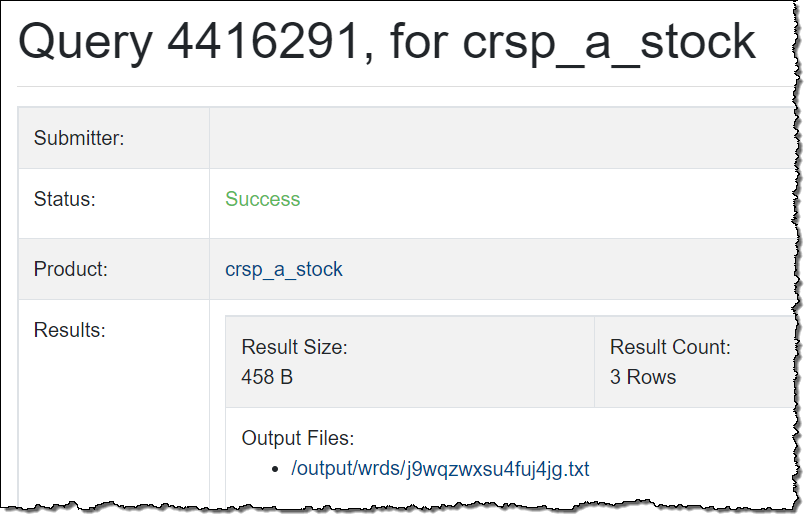 Query 4416291, for crsp_a_stock
Submitter:
Status: Success
Product: crsp_a_stock
Results:
Result Size: Result Count:
458 B 3 Rows
Output Files:
• /output/wrds/j9wqzwxsu4fuj4jg.txt